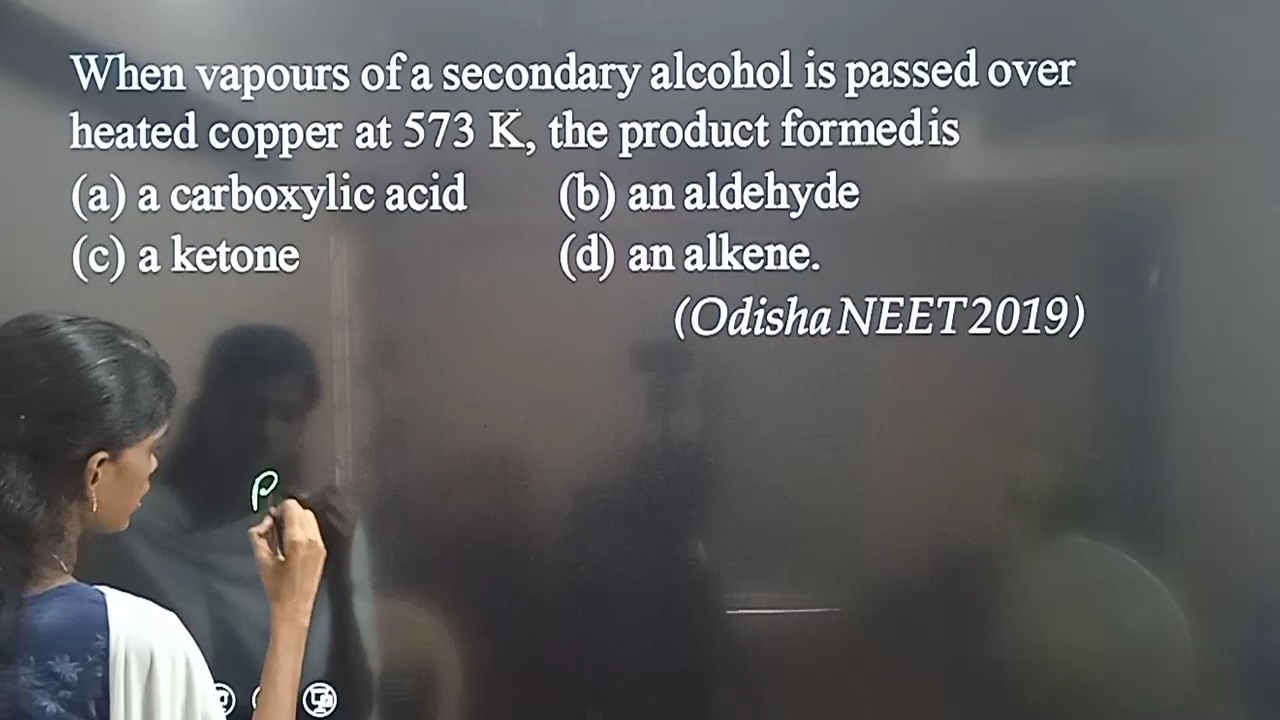 When vapours of a secondary alcohol is passed over
heated copper at 573 K, the product formed is
(a) a carboxylic acid (b) an aldehyde
(c) a ketone (d) an alkene.
(Odisha NEET 2019)
P